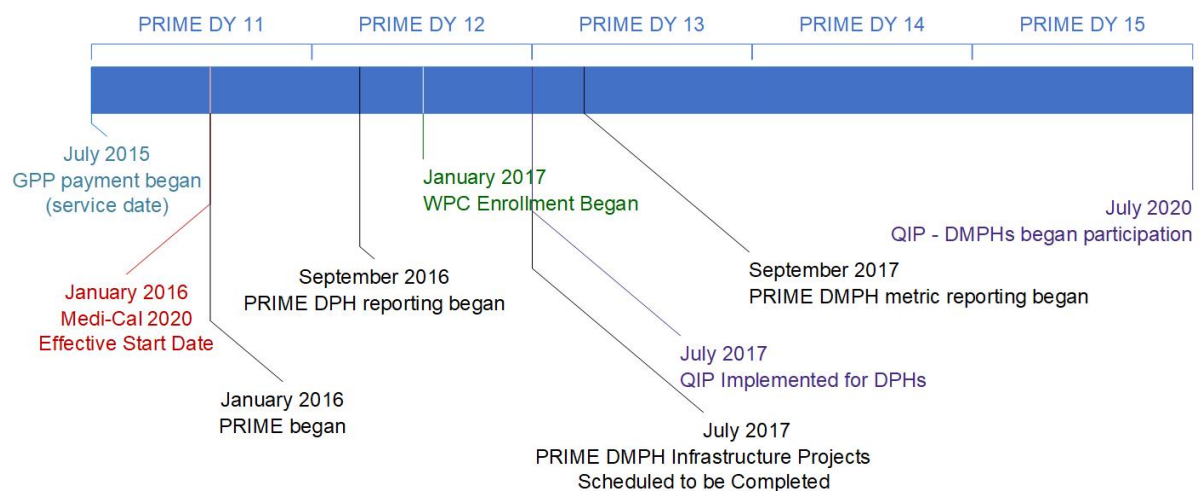 PRIME DY 11
PRIME DY 12
PRIME DY 13
PRIME DY 14
PRIME DY 15
July 2015
GPP payment began
(service date)
January 2017
WPC Enrollment Began
July 2020
QIP - DMPHs began participation
September 2016
PRIME DPH reporting began
September 2017
PRIME DMPH metric reporting began
January 2016
Medi-Cal 2020
Effective Start Date
July 2017
QIP Implemented for DPHs
January 2016
PRIME began
July 2017
PRIME DMPH Infrastructure Projects
Scheduled to be Completed